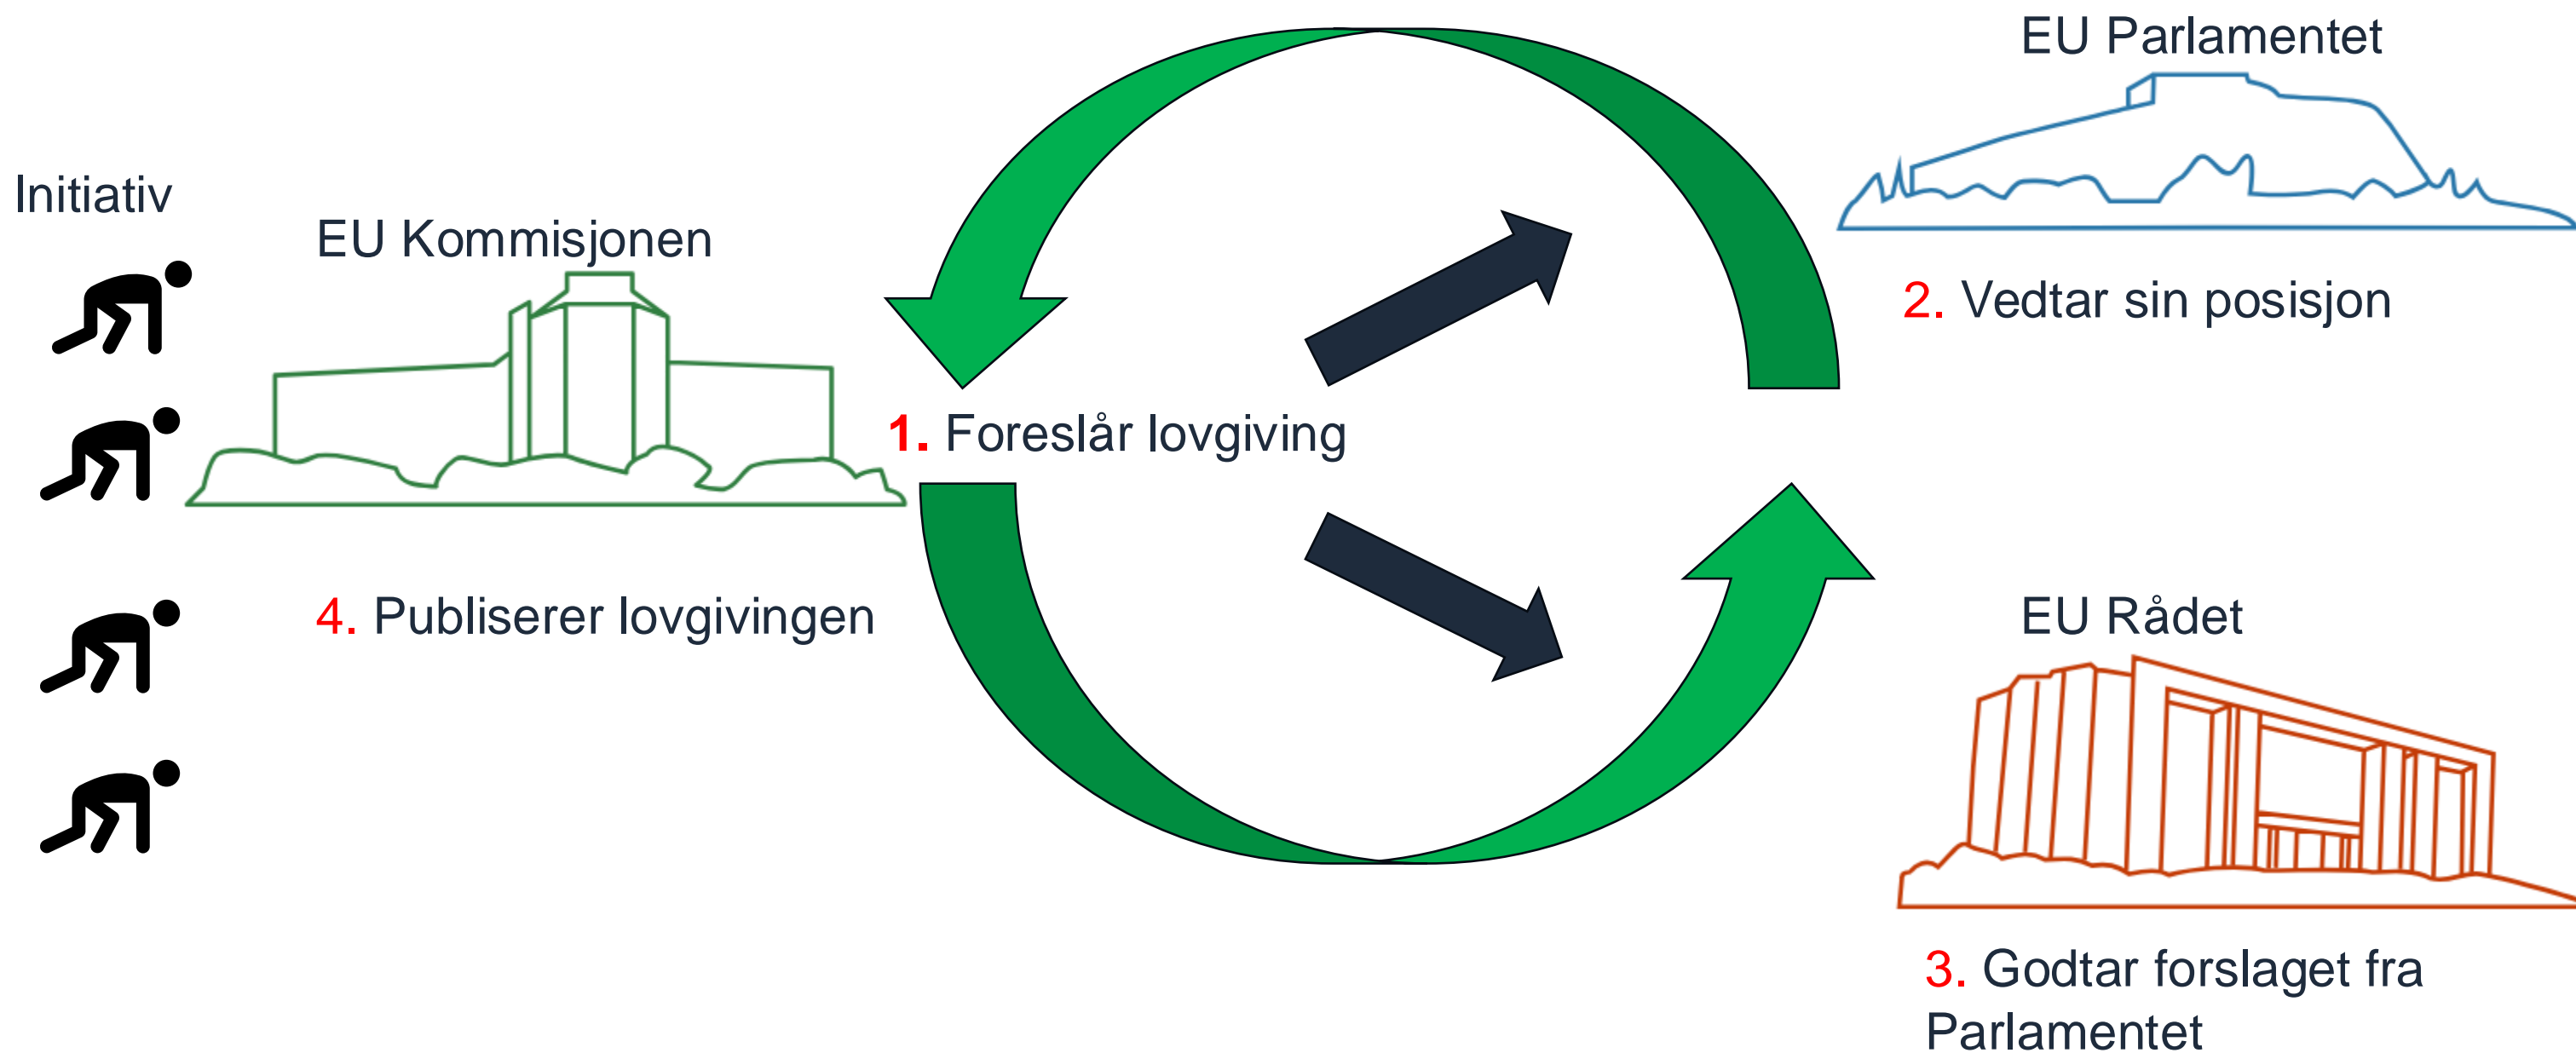 Initiativ
EU Kommisjonen
1. Foreslår lovgiving
4. Publiserer lovgivingen
EU Parlamentet
2. Vedtar sin posisjon
EU Rådet
3. Godtar forslaget fra
Parlamentet